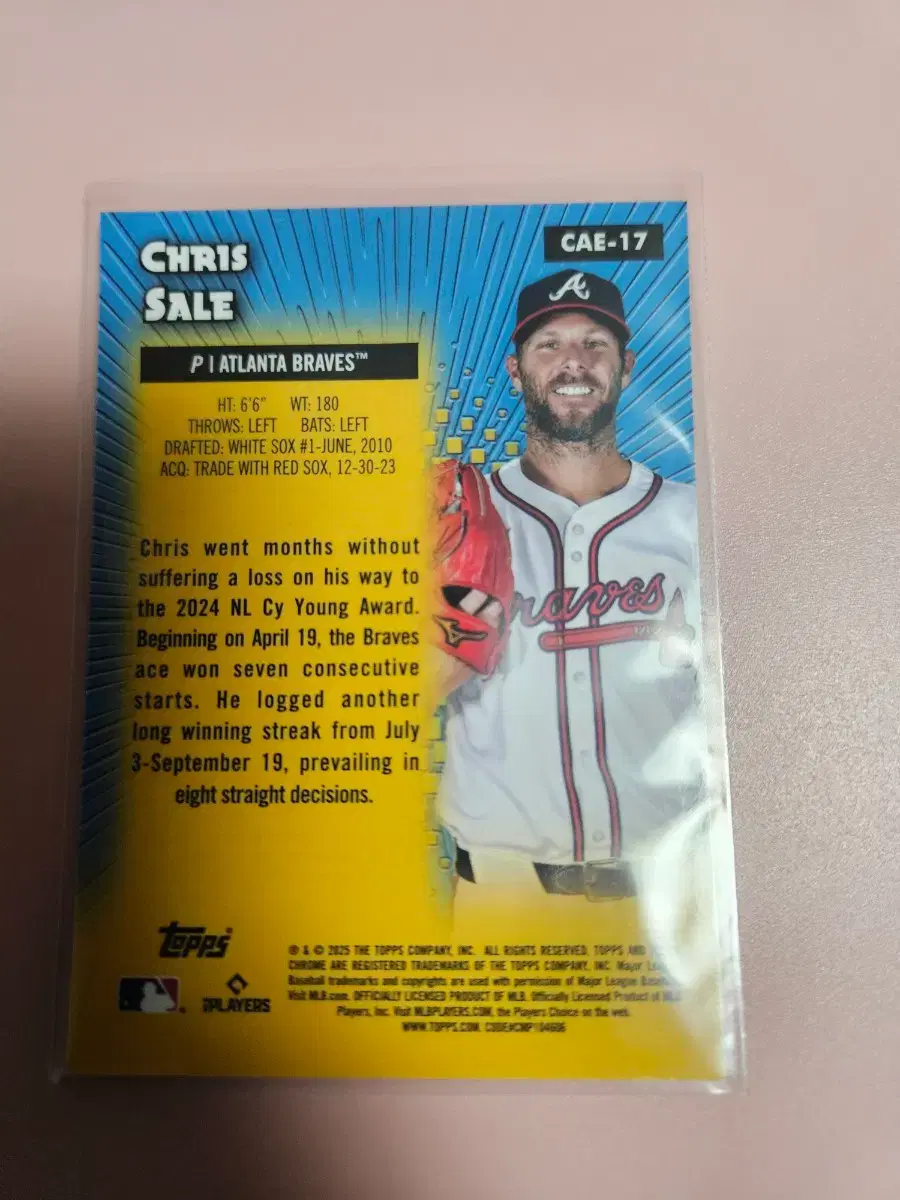 CHRIS
SALE
CAE-17
P | ATLANTA BRAVES™
HT: 6'6" WT: 180
THROWS: LEFT BATS: LEFT
DRAFTED: WHITE SOX #1-JUNE, 2010
ACQ: TRADE WITH RED SOX, 12-30-23
Chris went months without
suffering a loss on his way to
the 2024 NL Cy Young Award.
Beginning on April 19, the Braves
ace won seven consecutive
starts. He logged another
long winning streak from July
3-September 19, prevailing in
eight straight decisions.
A
raves
topps
PLAYERS
® & © 2025 THE TOPPS COMPANY, INC. ALL RIGHTS RESERVED. TOPPS AND
CHROME ARE REGISTERED TRADEMARKS OF THE TOPPS COMPANY, INC. Major
Baseball trademarks and copyrights are used with permission of Major League
Visit MLB.com. OFFICIALLY LICENSED PRODUCT OF MLB. Officially Licensed Product of
Players, Inc. Visit MLBPLAYERS.COM, the Players Choice on the web.
WWW.TOPPS.COM. CODE#CMP104606